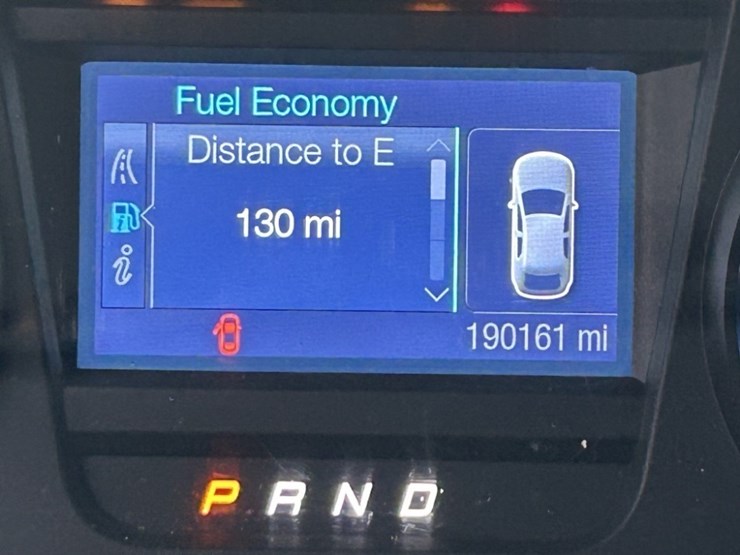 Fuel Economy
Distance to E
130 mi
i
190161 mi
P R N D